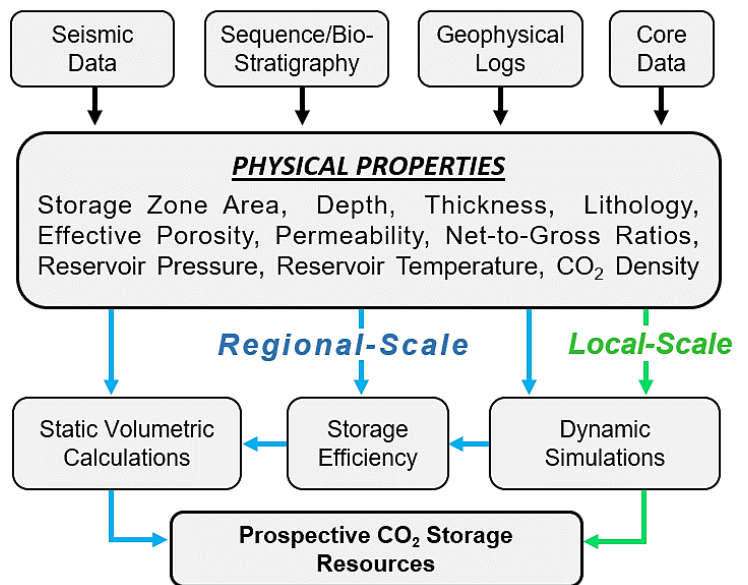 Seismic
Data
Sequence/Bio-
Stratigraphy
Geophysical
Logs
Core
Data
PHYSICAL PROPERTIES
Storage Zone Area, Depth, Thickness, Lithology,
Effective Porosity, Permeability, Net-to-Gross Ratios,
Reservoir Pressure, Reservoir Temperature, CO₂ Density
Regional-Scale
Local-Scale
Static Volumetric
Calculations
Storage
Efficiency
Dynamic
Simulations
Prospective CO₂ Storage
Resources